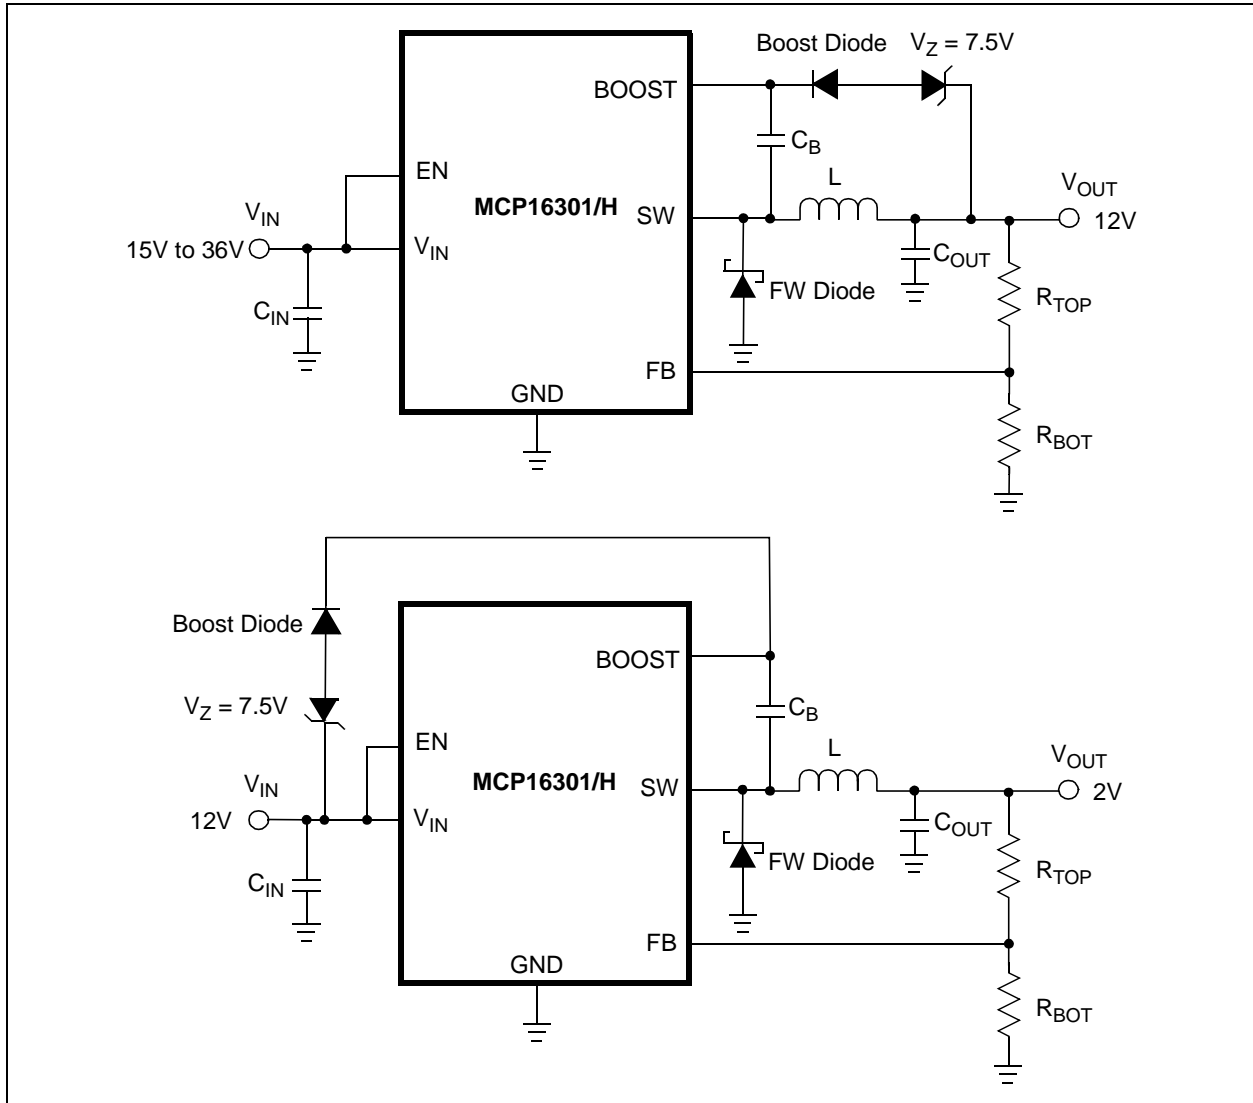 Boost Diode
V_Z = 7.5V
BOOST
C_B
EN
L
V_OUT
MCP16301/H
SW
12V
V_IN
15V to 36V
V_IN
C_OUT
FW Diode
R_TOP
C_IN
FB
GND
R_BOT
Boost Diode
BOOST
V_Z = 7.5V
C_B
EN
L
V_OUT
V_IN
MCP16301/H
SW
2V
12V
V_IN
C_OUT
FW Diode
R_TOP
C_IN
FB
GND
R_BOT